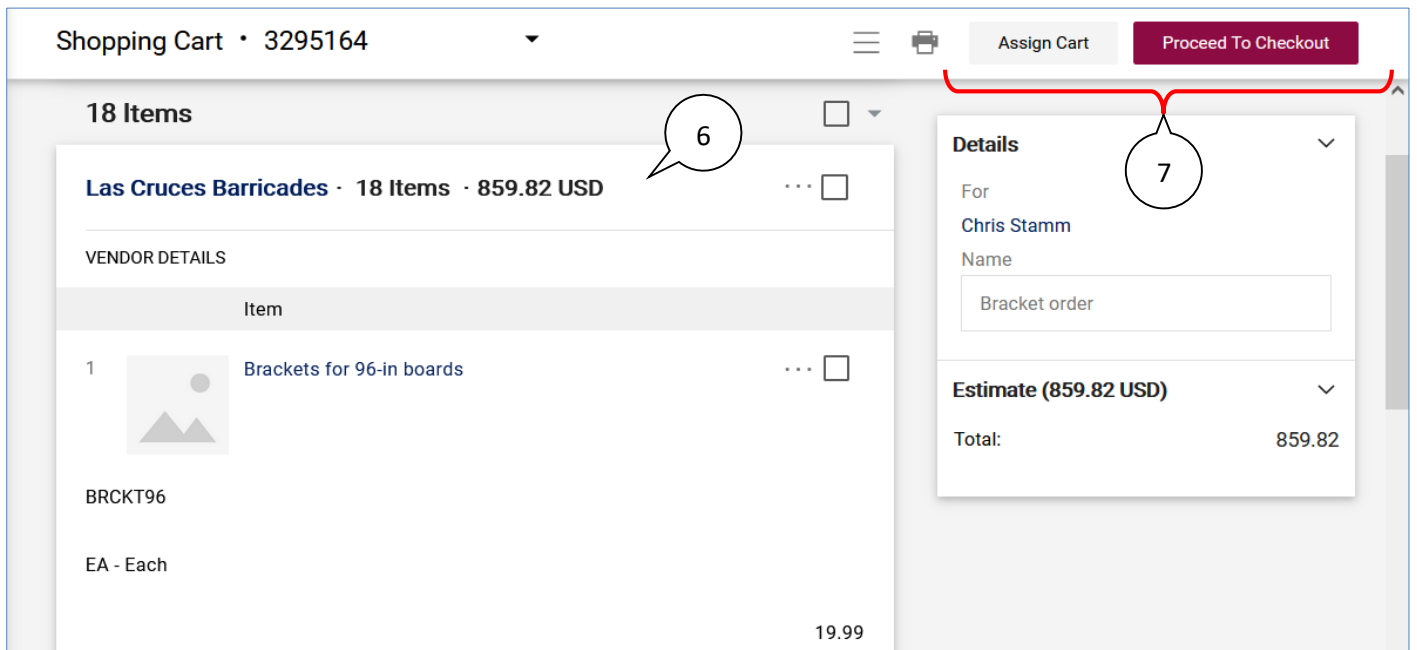 Shopping Cart • 3295164
Assign Cart
Proceed To Checkout
18 Items
6
Las Cruces Barricades · 18 Items · 859.82 USD
VENDOR DETAILS
Item
1
Brackets for 96-in boards
BRCKT96
EA - Each
19.99
7
Details
For
Chris Stamm
Name
Bracket order
Estimate (859.82 USD)
Total: 859.82